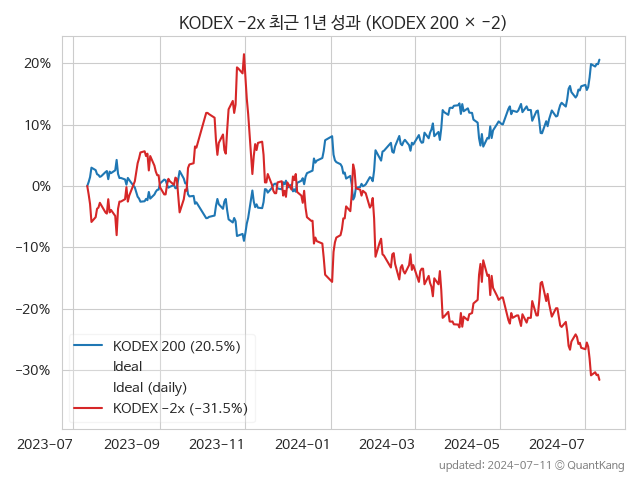 KODEX -2x 최근 1년 성과 (KODEX 200 × -2)
20%
10%
0%
-10%
-20%
-30%
KODEX 200 (20.5%)
Ideal
Ideal (daily)
KODEX -2x (-31.5%)
2023-07
2023-09
2023-11
2024-01
2024-03
2024-05
2024-07
updated: 2024-07-11 © QuantKang